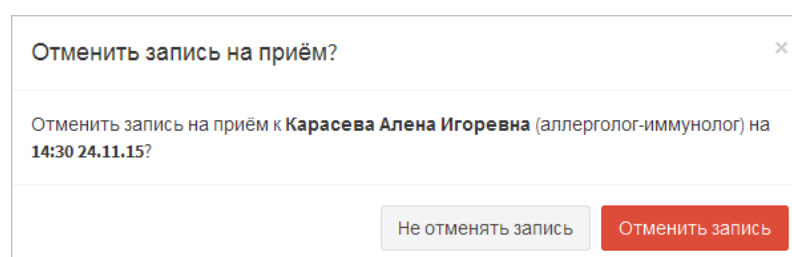 Отменить запись на приём?
×
Отменить запись на приём к Карасева Алена Игоревна (аллерголог-иммунолог) на
14:30 24.11.15?
Не отменять запись Отменить запись